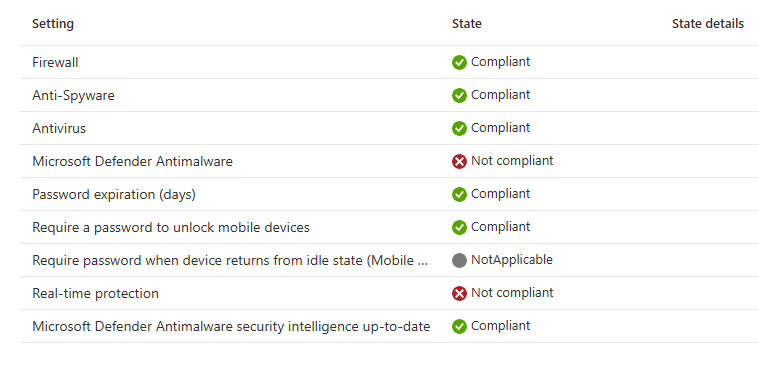 Setting State State details
Firewall Compliant
Anti-Spyware Compliant
Antivirus Compliant
Microsoft Defender Antimalware Not compliant
Password expiration (days) Compliant
Require a password to unlock mobile devices Compliant
Require password when device returns from idle state (Mobile ... NotApplicable
Real-time protection Not compliant
Microsoft Defender Antimalware security intelligence up-to-date Compliant